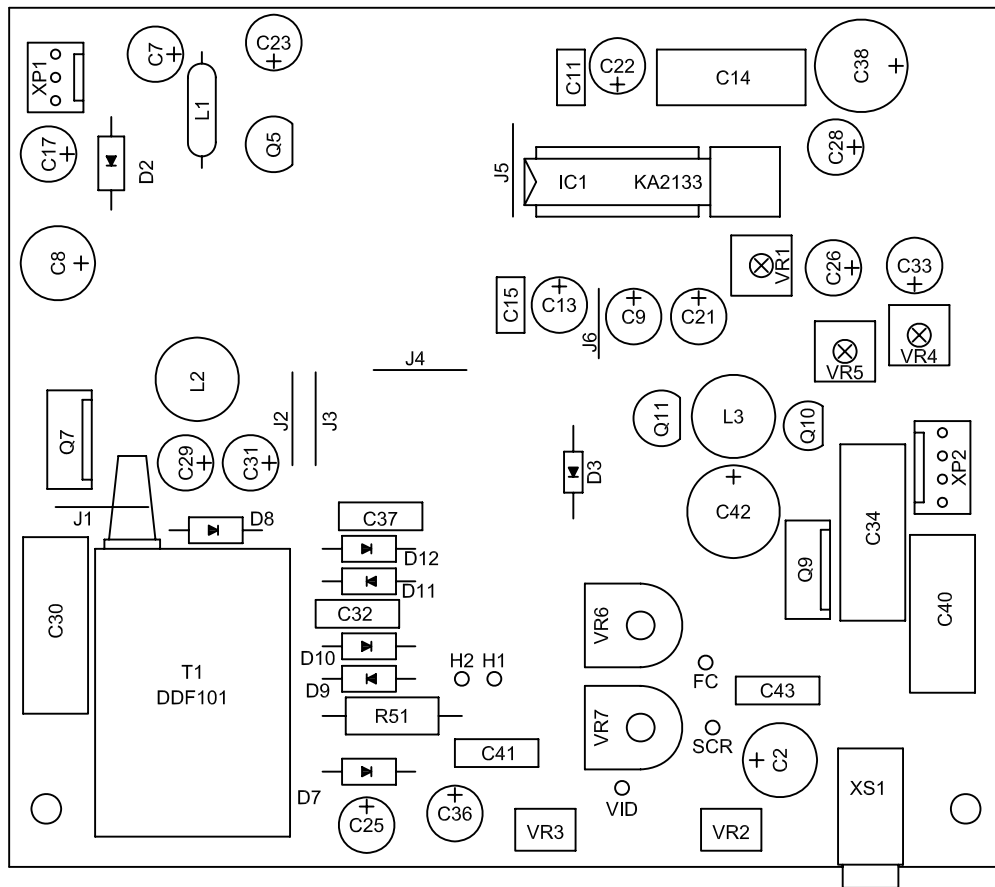 C7
C23
XP1
L1
C11
C22
C14
C38
C17
D2
Q5
C28
J5
IC1 KA2133
C8
VR1
C26
C33
C15
C13
J6
C9
C21
VR5
VR4
J4
L2
J2
J3
Q7
C29
C31
Q11
L3
Q10
D3
XP2
J1
D8
C37
C42
C34
D12
D11
Q9
C30
C32
VR6
C40
T1
DDF101
D10
D9
H2 H1
FC
C43
R51
VR7
SCR
C41
C2
D7
VID
XS1
C25
C36
VR3
VR2